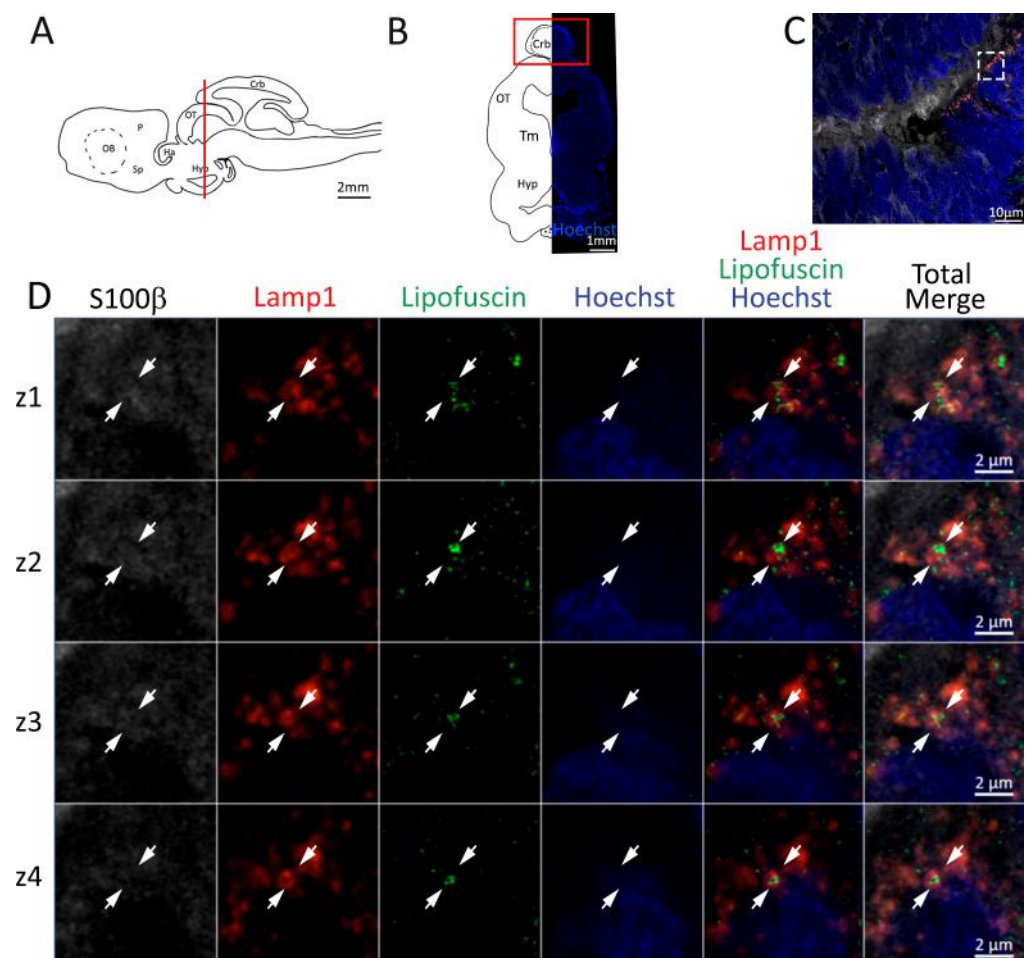 A
B
C
P
OB
Sp
Ha
OT
Hyp
Crb
2mm
Crb
OT
Tm
Hyp
Hoechst
1mm
10μm
D
S100β
Lamp1
Lipofuscin
Hoechst
Lamp1
Lipofuscin
Hoechst
Total
Merge
z1
2 μm
z2
2 μm
z3
2 μm
z4
2 μm